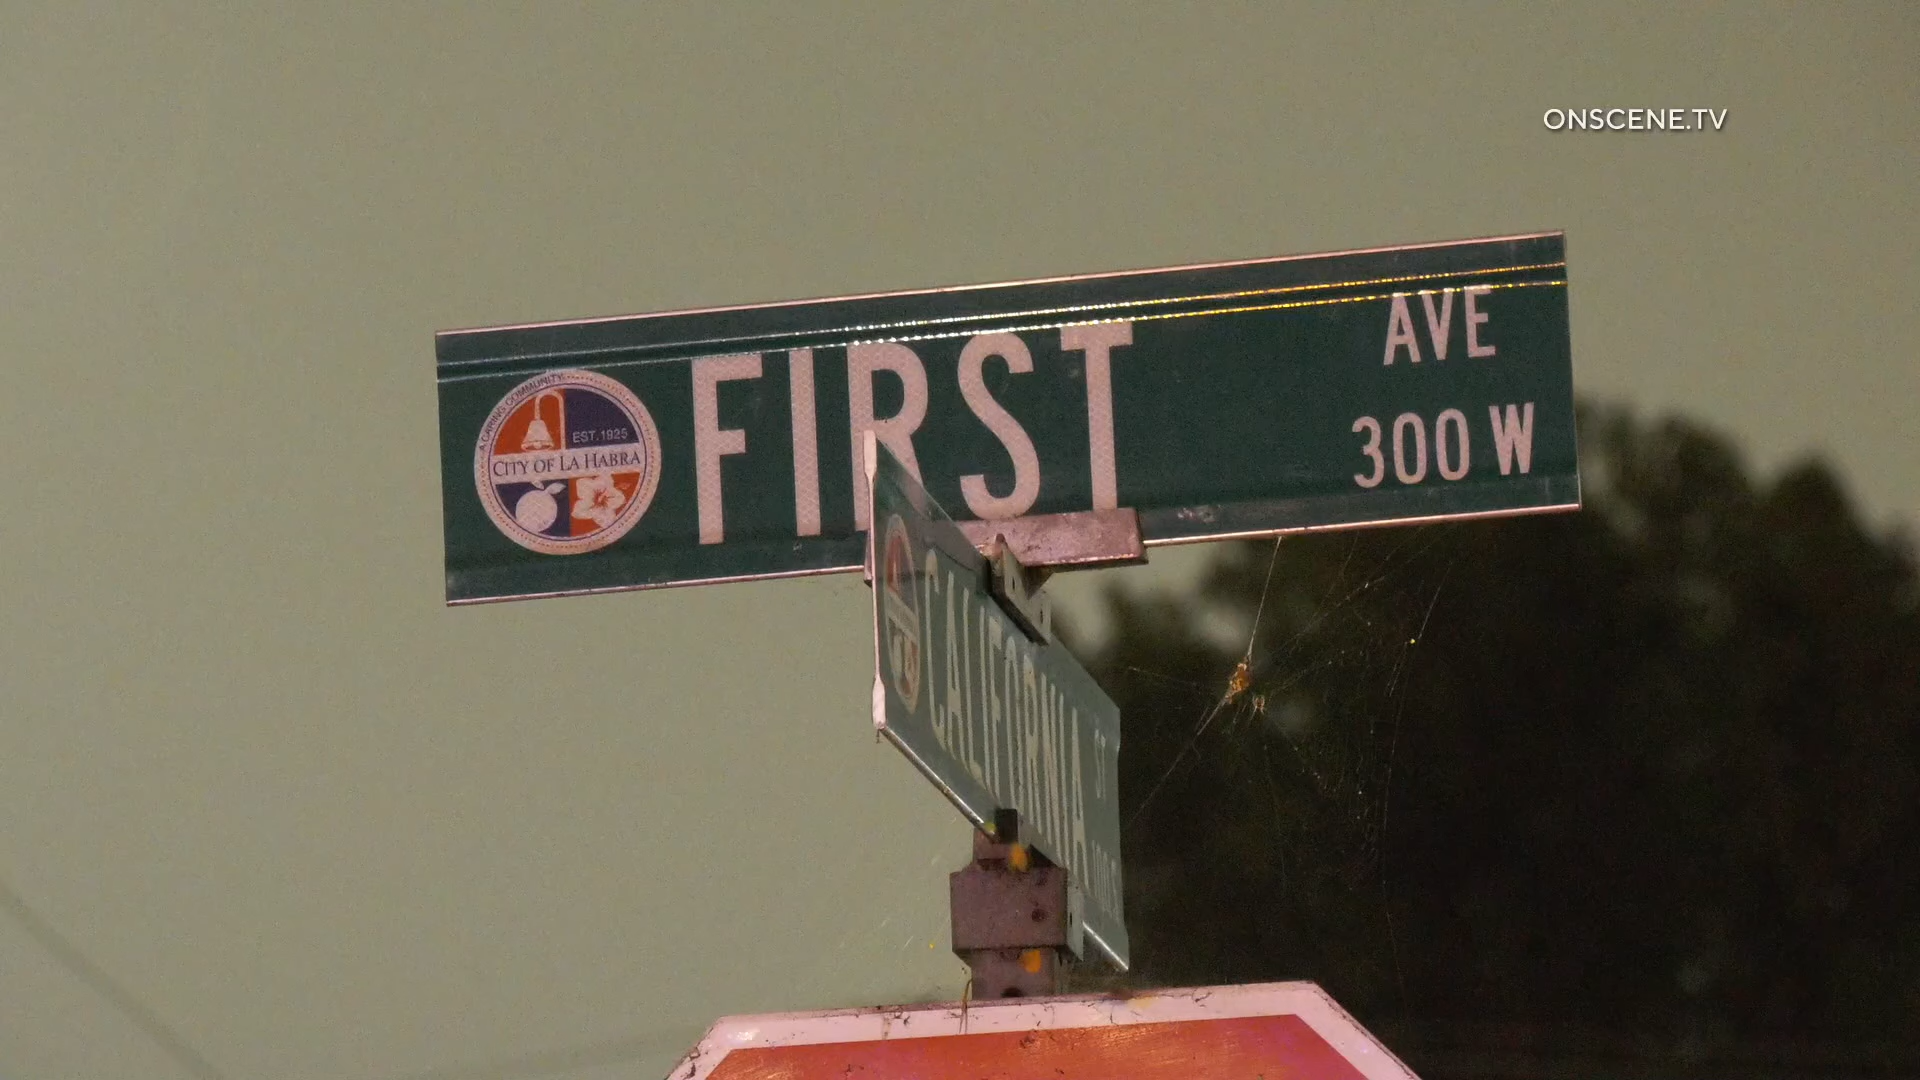 ONSCENE.TV
FIRST AVE
300 W
A CARING COMMUNITY
EST. 1925
CITY OF LA HABRA
CALIFORNIA ST